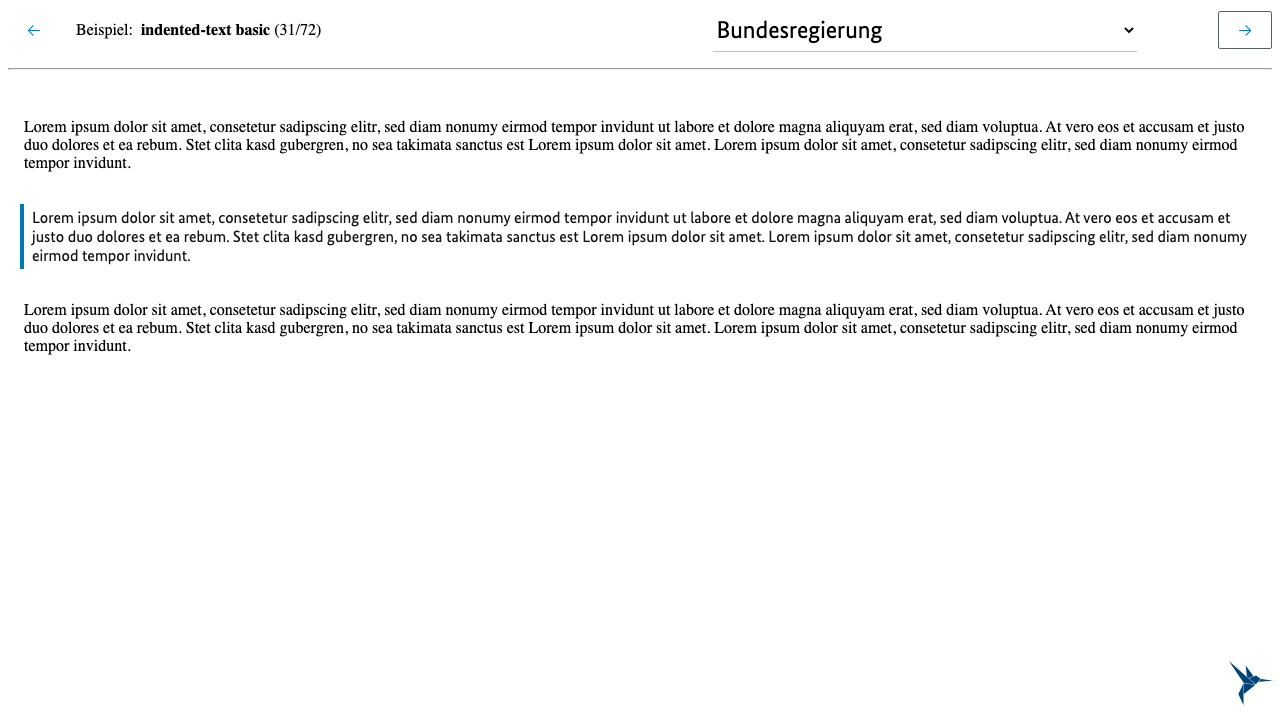 Beispiel: indented-text basic (31/72)
Bundesregierung
Lorem ipsum dolor sit amet, consetetur sadipscing elitr, sed diam nonumy eirmod tempor invidunt ut labore et dolore magna aliquyam erat, sed diam voluptua. At vero eos et accusam et justo
duo dolores et ea rebum. Stet clita kasd gubergren, no sea takimata sanctus est Lorem ipsum dolor sit amet. Lorem ipsum dolor sit amet, consetetur sadipscing elitr, sed diam nonumy eirmod
tempor invidunt.
Lorem ipsum dolor sit amet, consetetur sadipscing elitr, sed diam nonumy eirmod tempor invidunt ut labore et dolore magna aliquyam erat, sed diam voluptua. At vero eos et accusam et
justo duo dolores et ea rebum. Stet clita kasd gubergren, no sea takimata sanctus est Lorem ipsum dolor sit amet. Lorem ipsum dolor sit amet, consetetur sadipscing elitr, sed diam nonumy
eirmod tempor invidunt.
Lorem ipsum dolor sit amet, consetetur sadipscing elitr, sed diam nonumy eirmod tempor invidunt ut labore et dolore magna aliquyam erat, sed diam voluptua. At vero eos et accusam et justo
duo dolores et ea rebum. Stet clita kasd gubergren, no sea takimata sanctus est Lorem ipsum dolor sit amet. Lorem ipsum dolor sit amet, consetetur sadipscing elitr, sed diam nonumy eirmod
tempor invidunt.